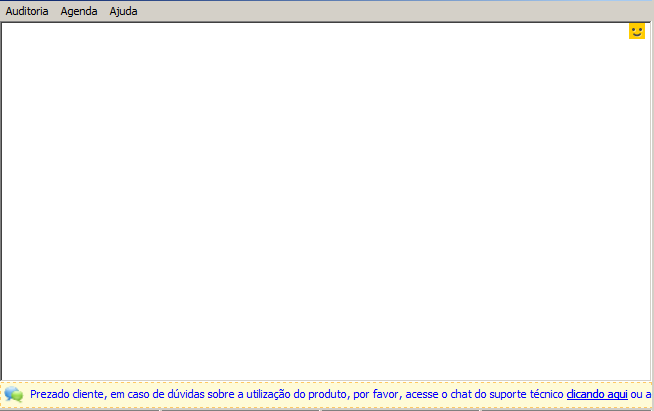 Auditoria Agenda Ajuda
Prezado cliente, em caso de dúvidas sobre a utilização do produto, por favor, acesse o chat do suporte técnico clicando aqui ou a